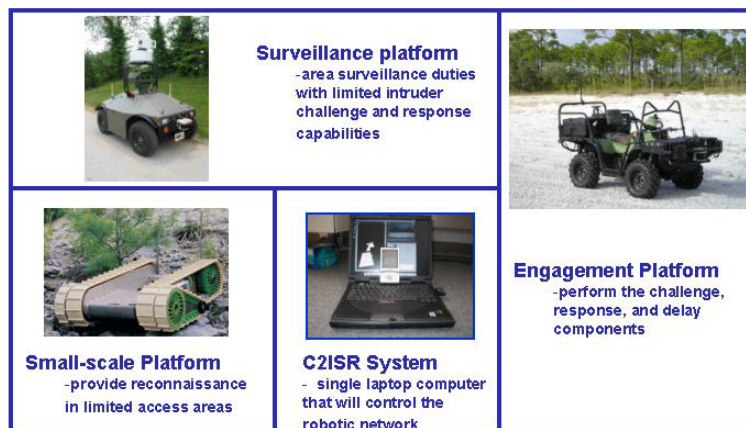 Surveillance platform
-area surveillance duties
with limited intruder
challenge and response
capabilities
Engagement Platform
-perform the challenge,
response, and delay
components
Small-scale Platform
-provide reconnaissance
in limited access areas
C2ISR System
- single laptop computer
that will control the
robotic network